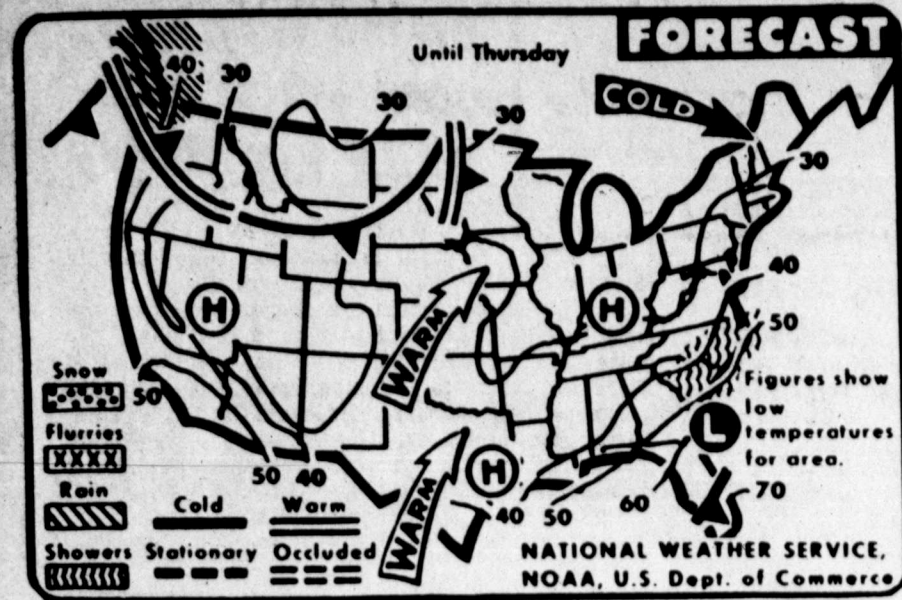 FORECAST
Until Thursday
COLD
40 30
30
30
30
40
50
H
H
WARM
Snow
50
Flurries
XXXX
Rain
Showers
50 40
Cold
Warm
Stationary
Occluded
WARM
H
40 50
60
70
L
Figures show
low
temperatures
for area.
NATIONAL WEATHER SERVICE,
NOAA, U.S. Dept. of Commerce